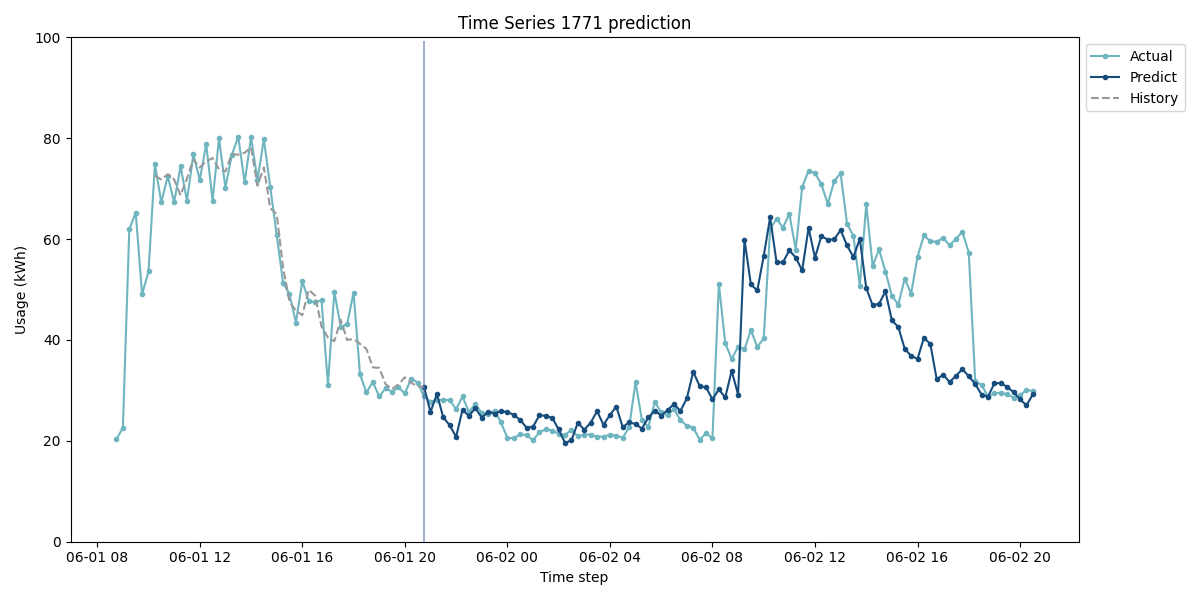 Time Series 1771 prediction
100
80
60
40
20
0
Usage (kWh)
06-01 08
06-01 12
06-01 16
06-01 20
06-02 00
06-02 04
06-02 08
06-02 12
06-02 16
06-02 20
Time step
Actual
Predict
History